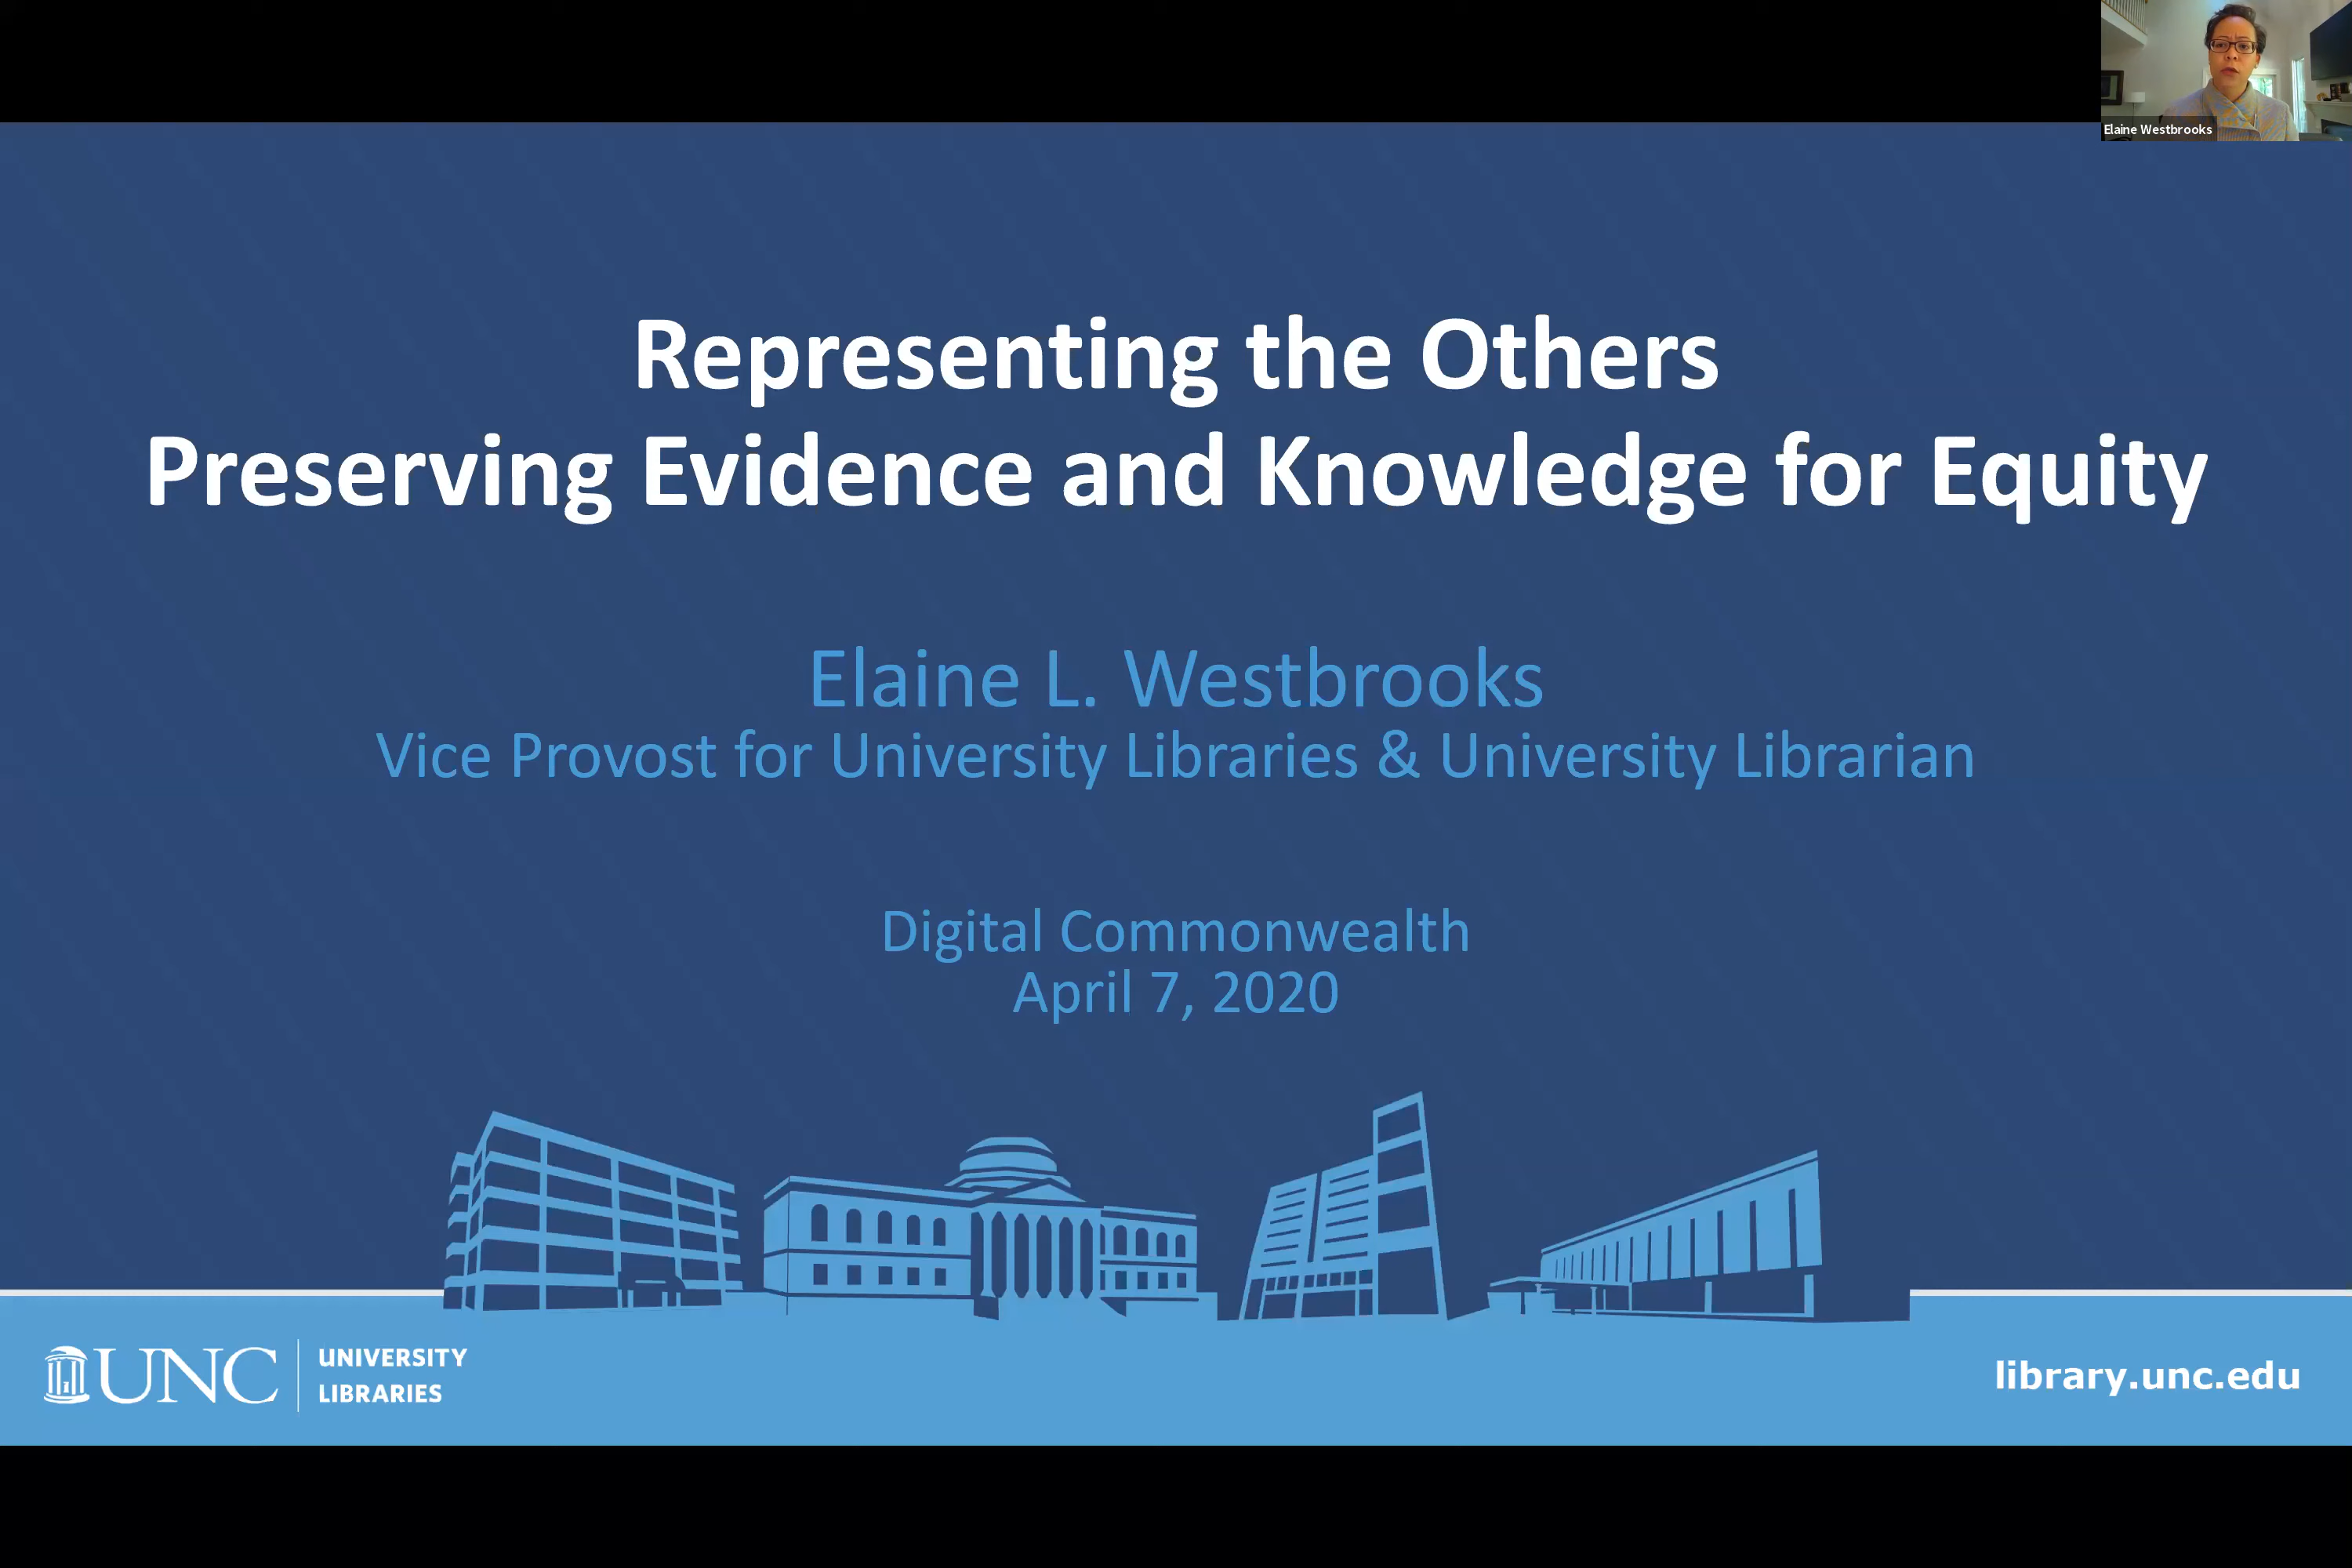 Elaine Westbrooks
Representing the Others
Preserving Evidence and Knowledge for Equity
Elaine L. Westbrooks
Vice Provost for University Libraries & University Librarian
Digital Commonwealth
April 7, 2020
UNC
UNIVERSITY
LIBRARIES
library.unc.edu